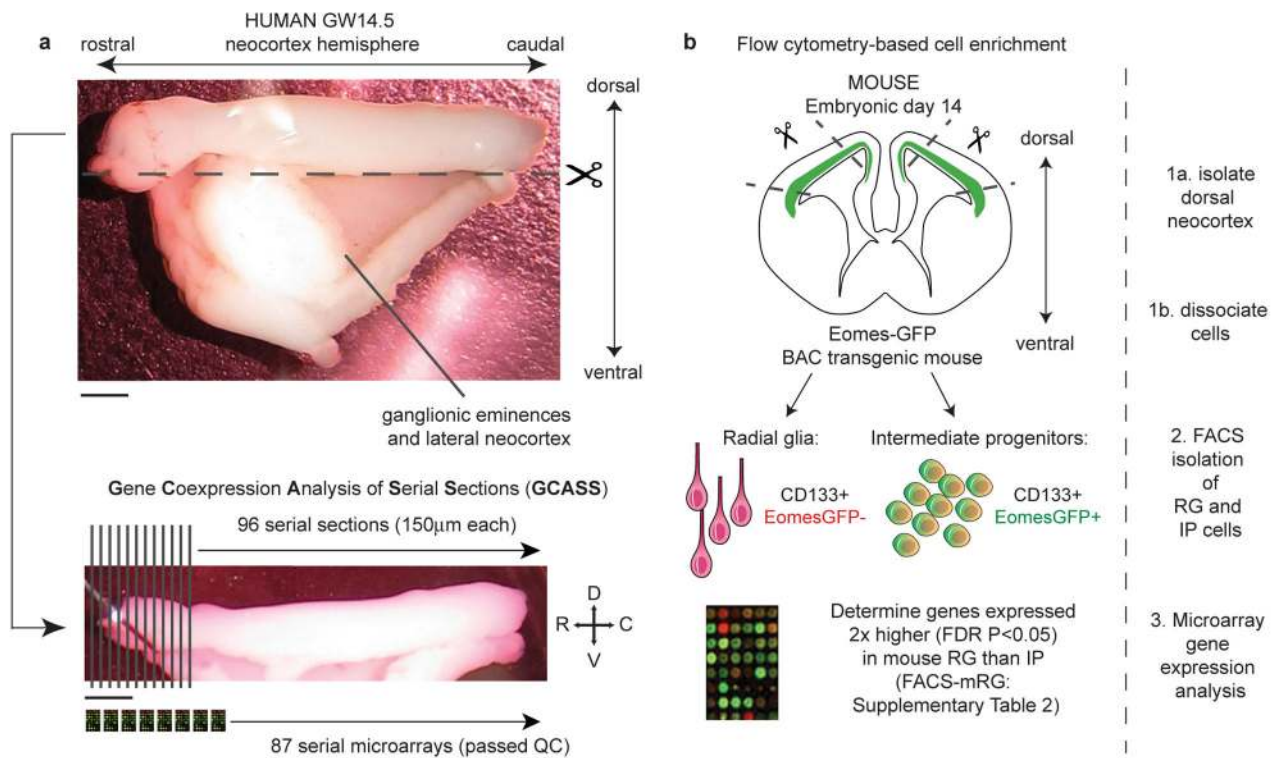 a
HUMAN GW14.5
neocortex hemisphere
rostral
caudal
dorsal
ventral
ganglionic eminences
and lateral neocortex
Gene Coexpression Analysis of Serial Sections (GCASS)
96 serial sections (150μm each)
D
R
C
V
87 serial microarrays (passed QC)
b
Flow cytometry-based cell enrichment
MOUSE
Embryonic day 14
dorsal
ventral
Eomes-GFP
BAC transgenic mouse
Radial glia:
CD133+
EomesGFP-
Intermediate progenitors:
CD133+
EomesGFP+
Determine genes expressed
2x higher (FDR P<0.05)
in mouse RG than IP
(FACS-mRG:
Supplementary Table 2)
1a. isolate
dorsal
neocortex
1b. dissociate
cells
2. FACS
isolation
of
RG and
IP cells
3. Microarray
gene
expression
analysis